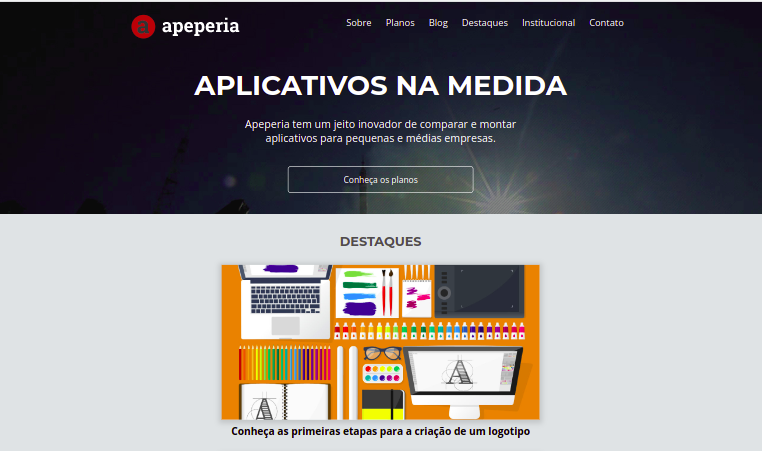 a apeperia
Sobre Planos Blog Destaques Institucional Contato
APLICATIVOS NA MEDIDA
Apeperia tem um jeito inovador de comparar e montar
aplicativos para pequenas e médias empresas.
Conheça os planos
DESTAQUES
A
A
Conheça as primeiras etapas para a criação de um logotipo